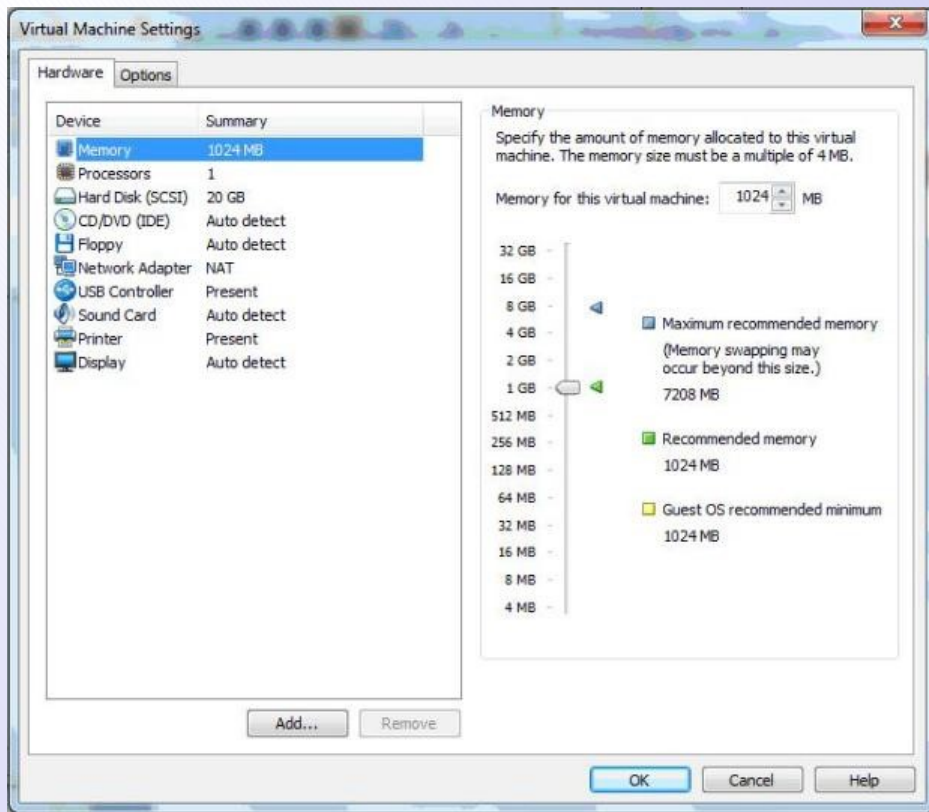 Virtual Machine Settings
Hardware Options
Device Summary
Memory 1024 MB
Processors 1
Hard Disk (SCSI) 20 GB
CD/DVD (IDE) Auto detect
Floppy Auto detect
Network Adapter NAT
USB Controller Present
Sound Card Auto detect
Printer Present
Display Auto detect
Add... Remove
Memory
Specify the amount of memory allocated to this virtual
machine. The memory size must be a multiple of 4 MB.
Memory for this virtual machine: 1024 MB
32 GB
16 GB
8 GB
4 GB
2 GB
1 GB
512 MB
256 MB
128 MB
64 MB
32 MB
16 MB
8 MB
4 MB
Maximum recommended memory
(Memory swapping may
occur beyond this size.)
7208 MB
Recommended memory
1024 MB
Guest OS recommended minimum
1024 MB
OK Cancel Help